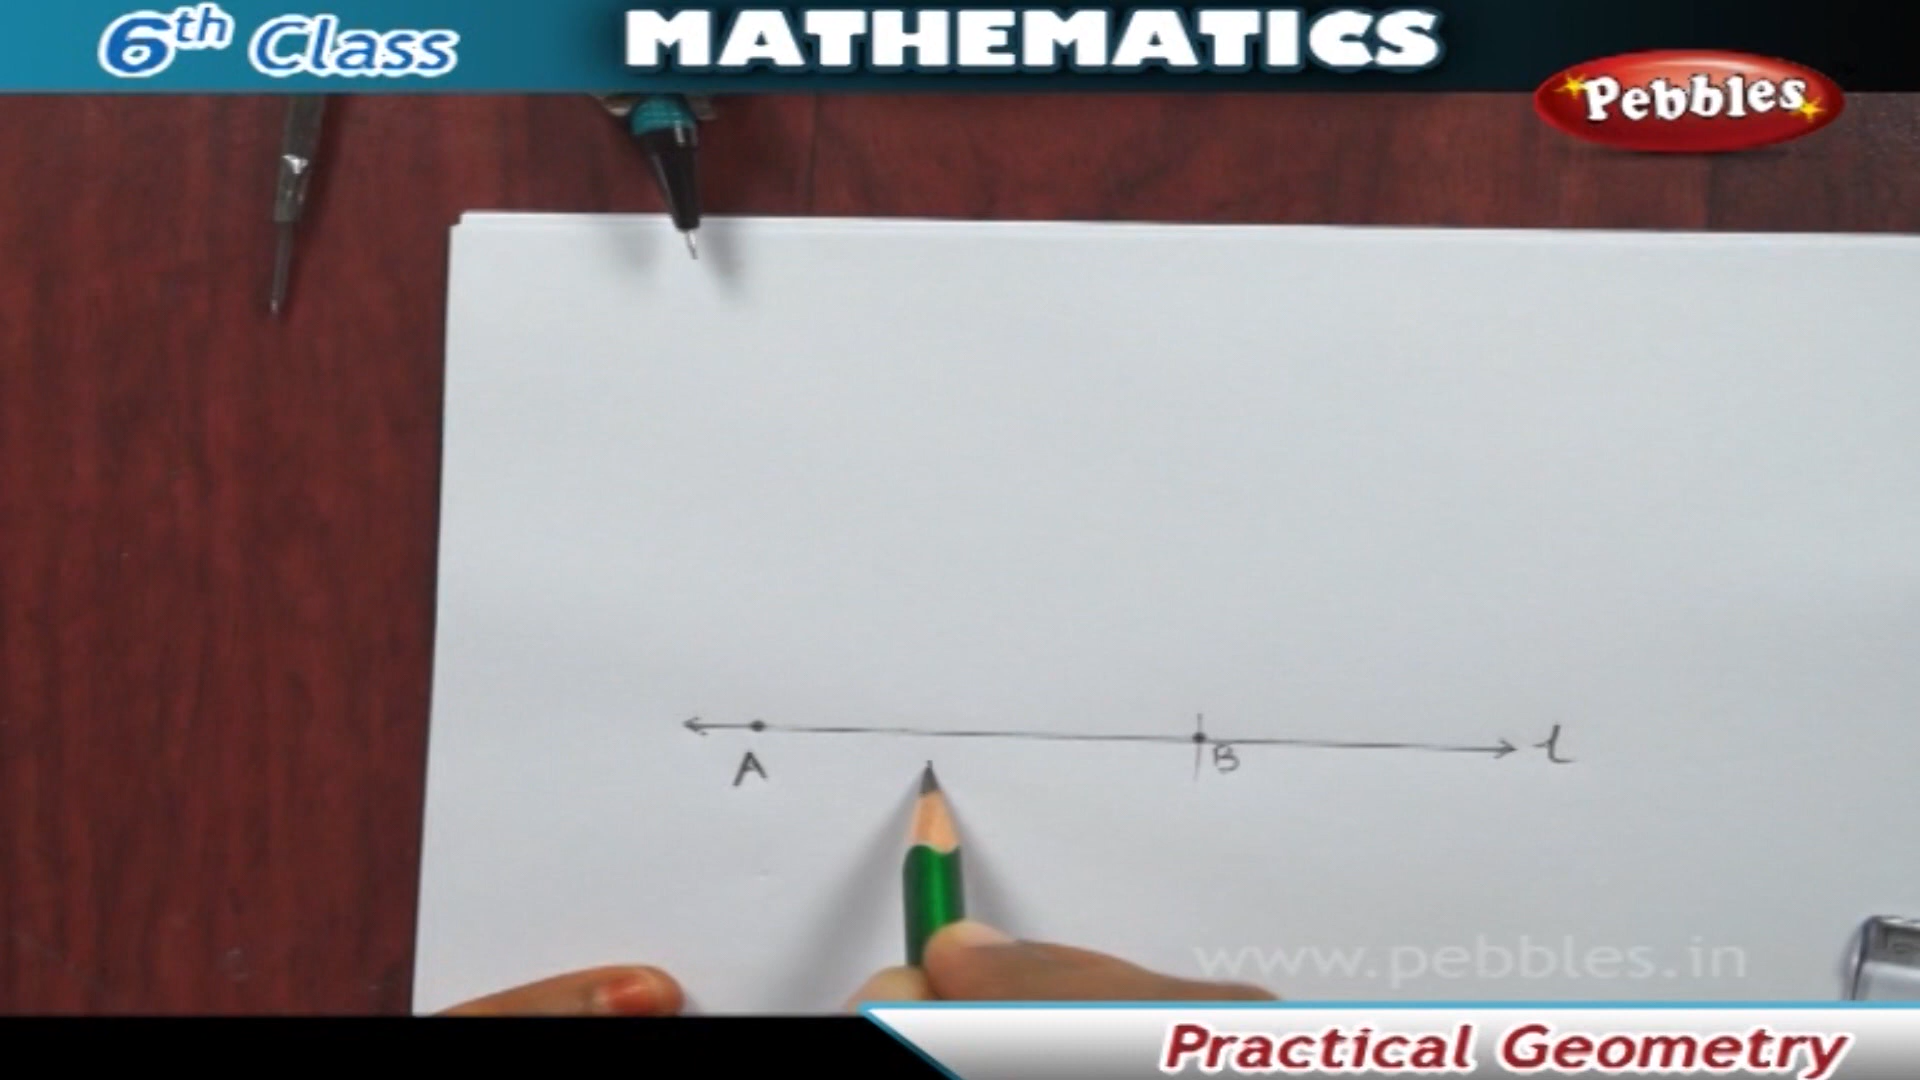 6th Class
MATHEMATICS
Pebbles
A
B
l
www.pebbles.in
Practical Geometry